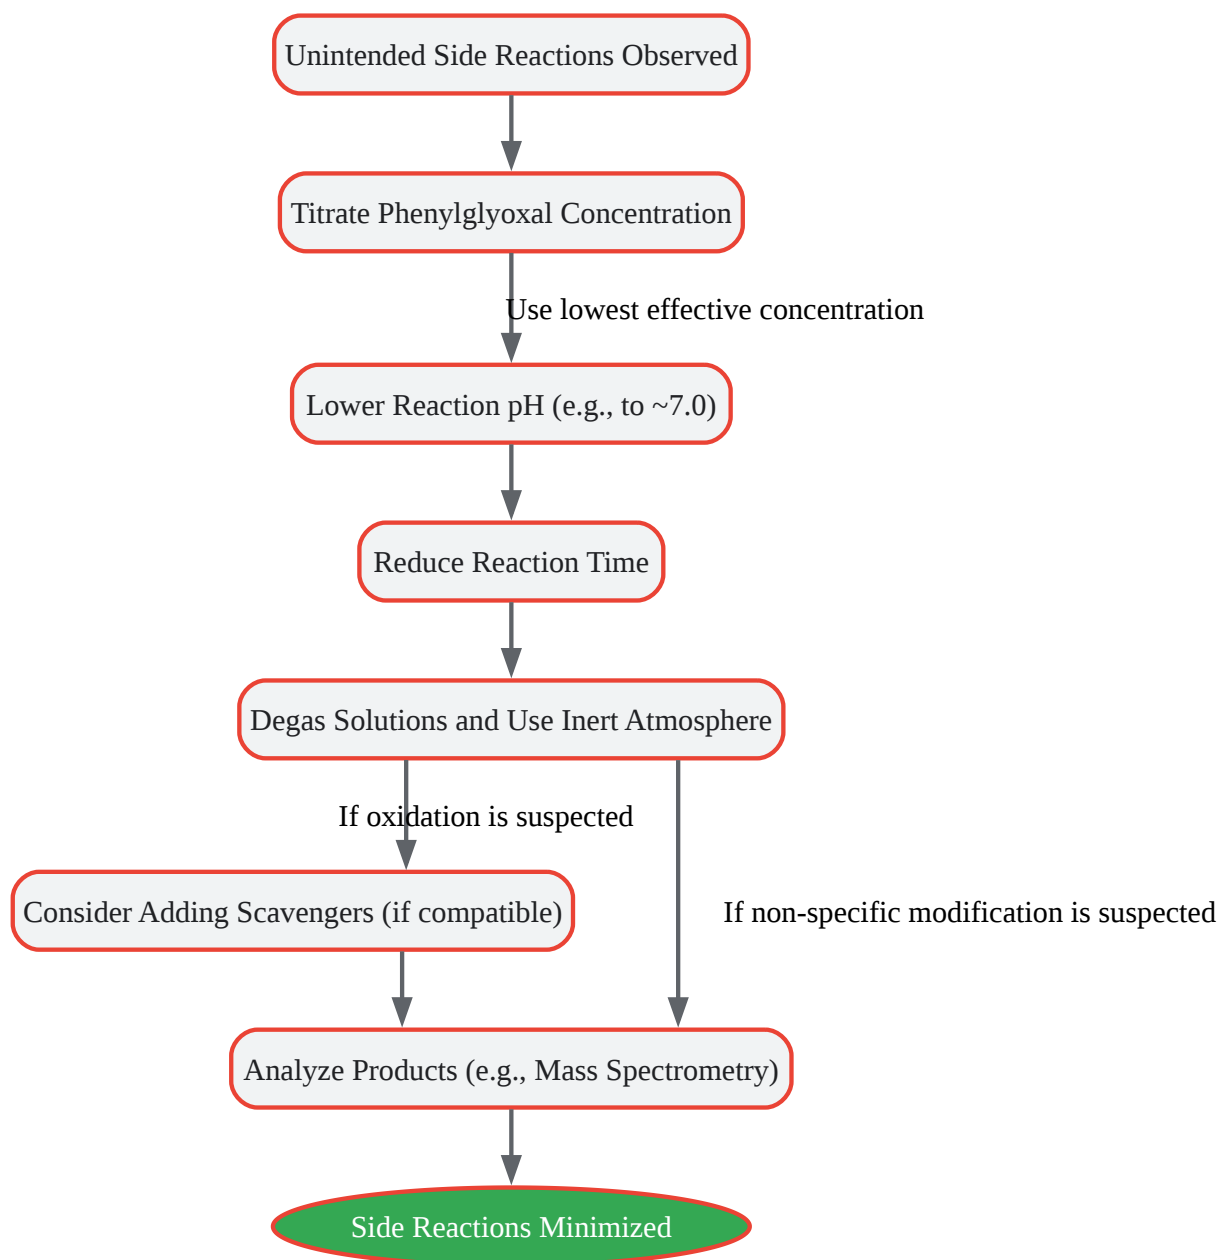 Unintended Side Reactions Observed
Titrate Phenylglyoxal Concentration
Use lowest effective concentration
Lower Reaction pH (e.g., to ~7.0)
Reduce Reaction Time
Degas Solutions and Use Inert Atmosphere
If oxidation is suspected
Consider Adding Scavengers (if compatible)
If non-specific modification is suspected
Analyze Products (e.g., Mass Spectrometry)
Side Reactions Minimized